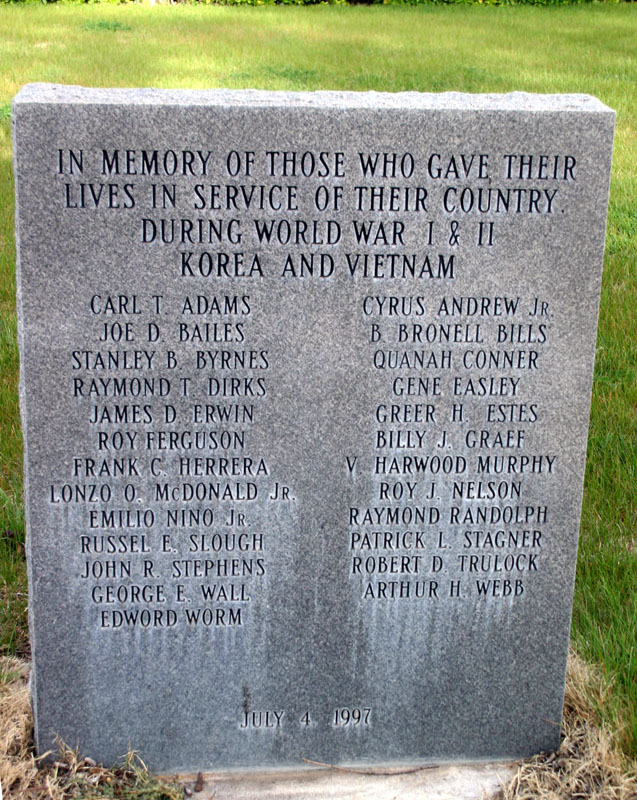 IN MEMORY OF THOSE WHO GAVE THEIR
LIVES IN SERVICE OF THEIR COUNTRY.
DURING WORLD WAR I & II
KOREA AND VIETNAM
CARL T. ADAMS
JOE D. BAILES
STANLEY B. BYRNES
RAYMOND T. DIRKS
JAMES D. ERWIN
ROY FERGUSON
FRANK C. HERRERA
LONZO O. McDONALD JR.
EMILIO NINO JR.
RUSSEL E. SLOUGH
JOHN R. STEPHENS
GEORGE E. WALL
EDWORD WORM
CYRUS ANDREW JR.
B. BRONELL BILLS
QUANAH CONNER
GENE EASLEY
GREER H. ESTES
BILLY J. GRAEF
V. HARWOOD MURPHY
ROY J. NELSON
RAYMOND RANDOLPH
PATRICK L. STAGNER
ROBERT D. TRULOCK
ARTHUR H. WEBB
JULY 4 1997